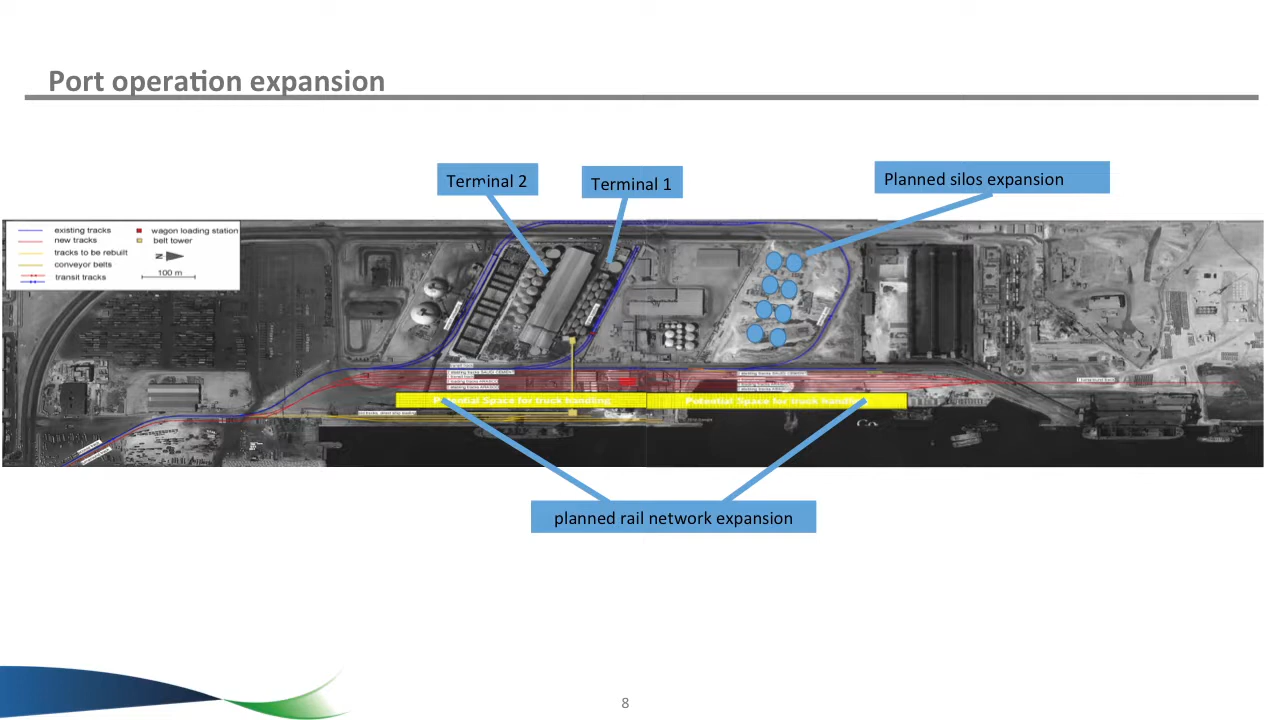 Port operation expansion
Terminal 2
Terminal 1
Planned silos expansion
existing tracks
new tracks
tracks to be rebuilt
conveyor belts
transit tracks
wagon loading station
belt tower
N
100 m
Potential Space for truck handling
Potential Space for truck handling
planned rail network expansion
8